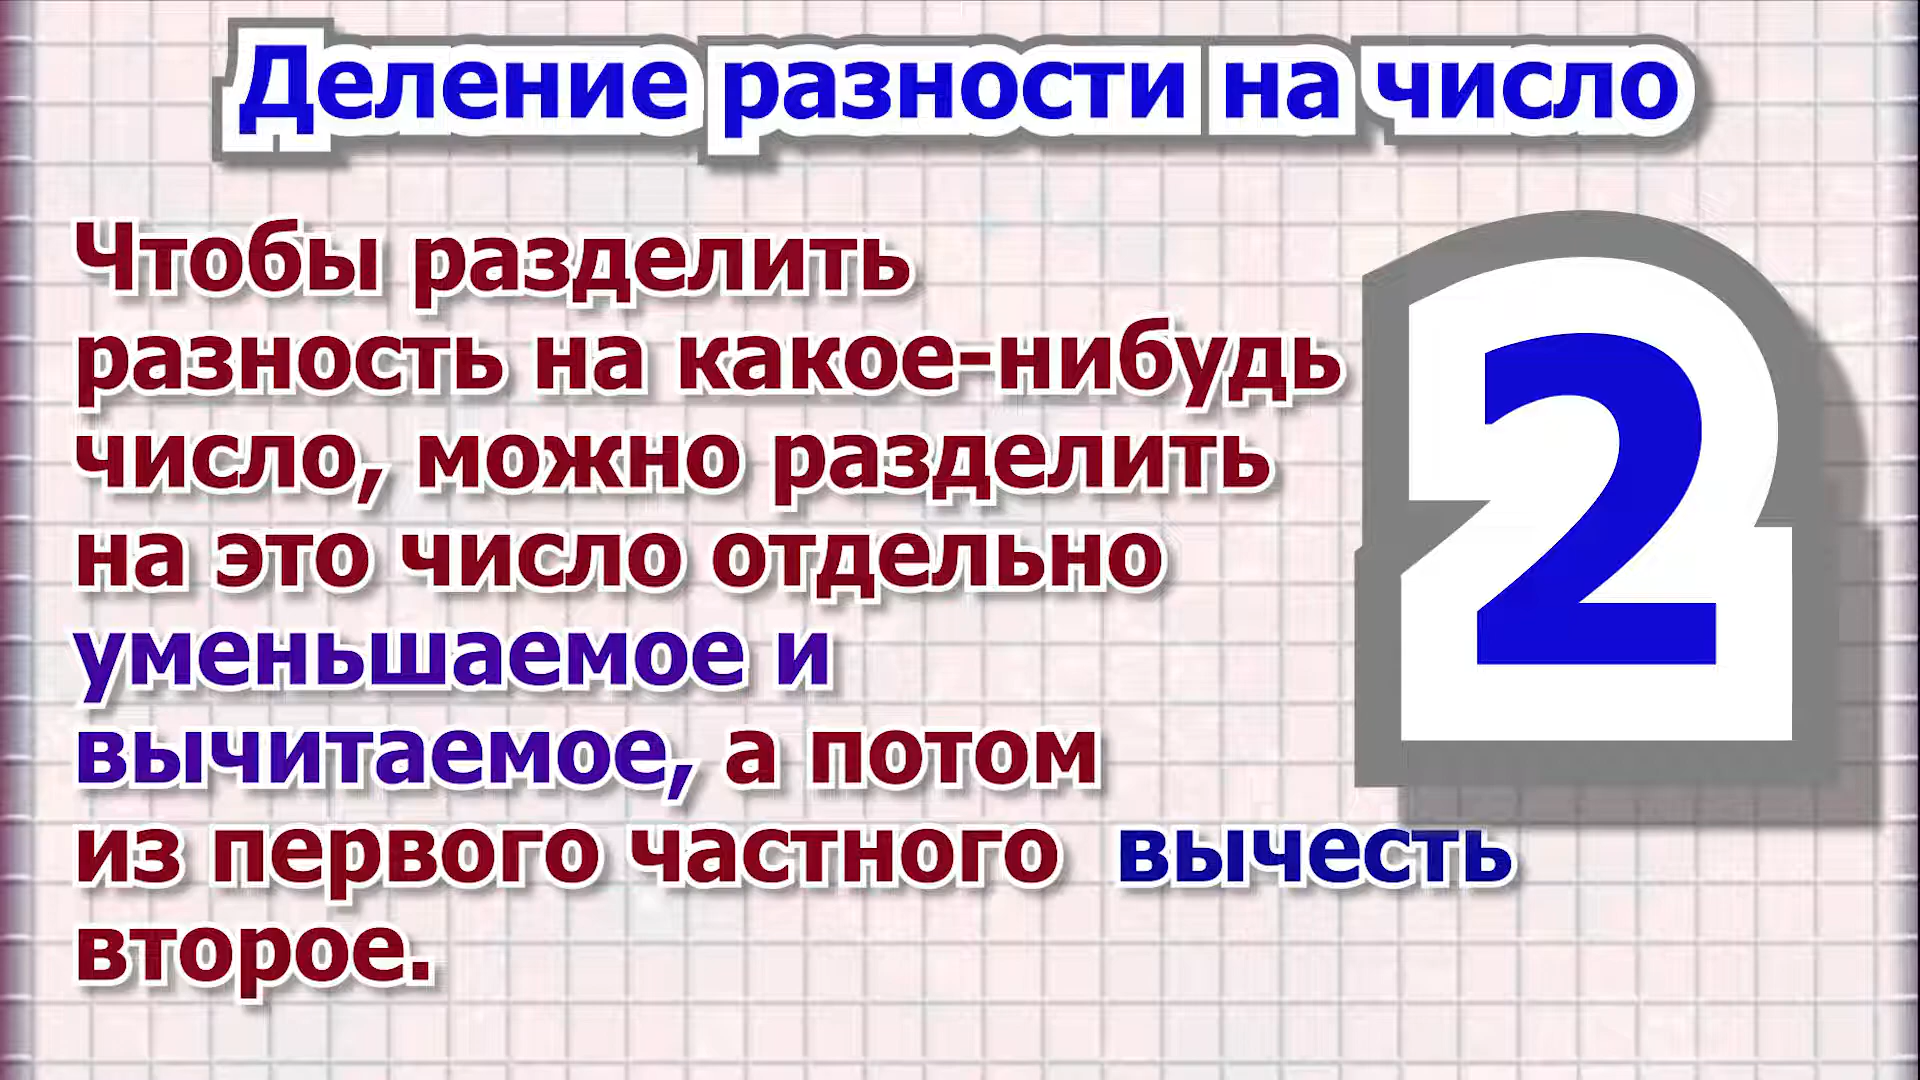 Деление разности на число
Чтобы разделить
разность на какое-нибудь
число, можно разделить
на это число отдельно
уменьшаемое и
вычитаемое, а потом
из первого частного вычесть
второе.
2